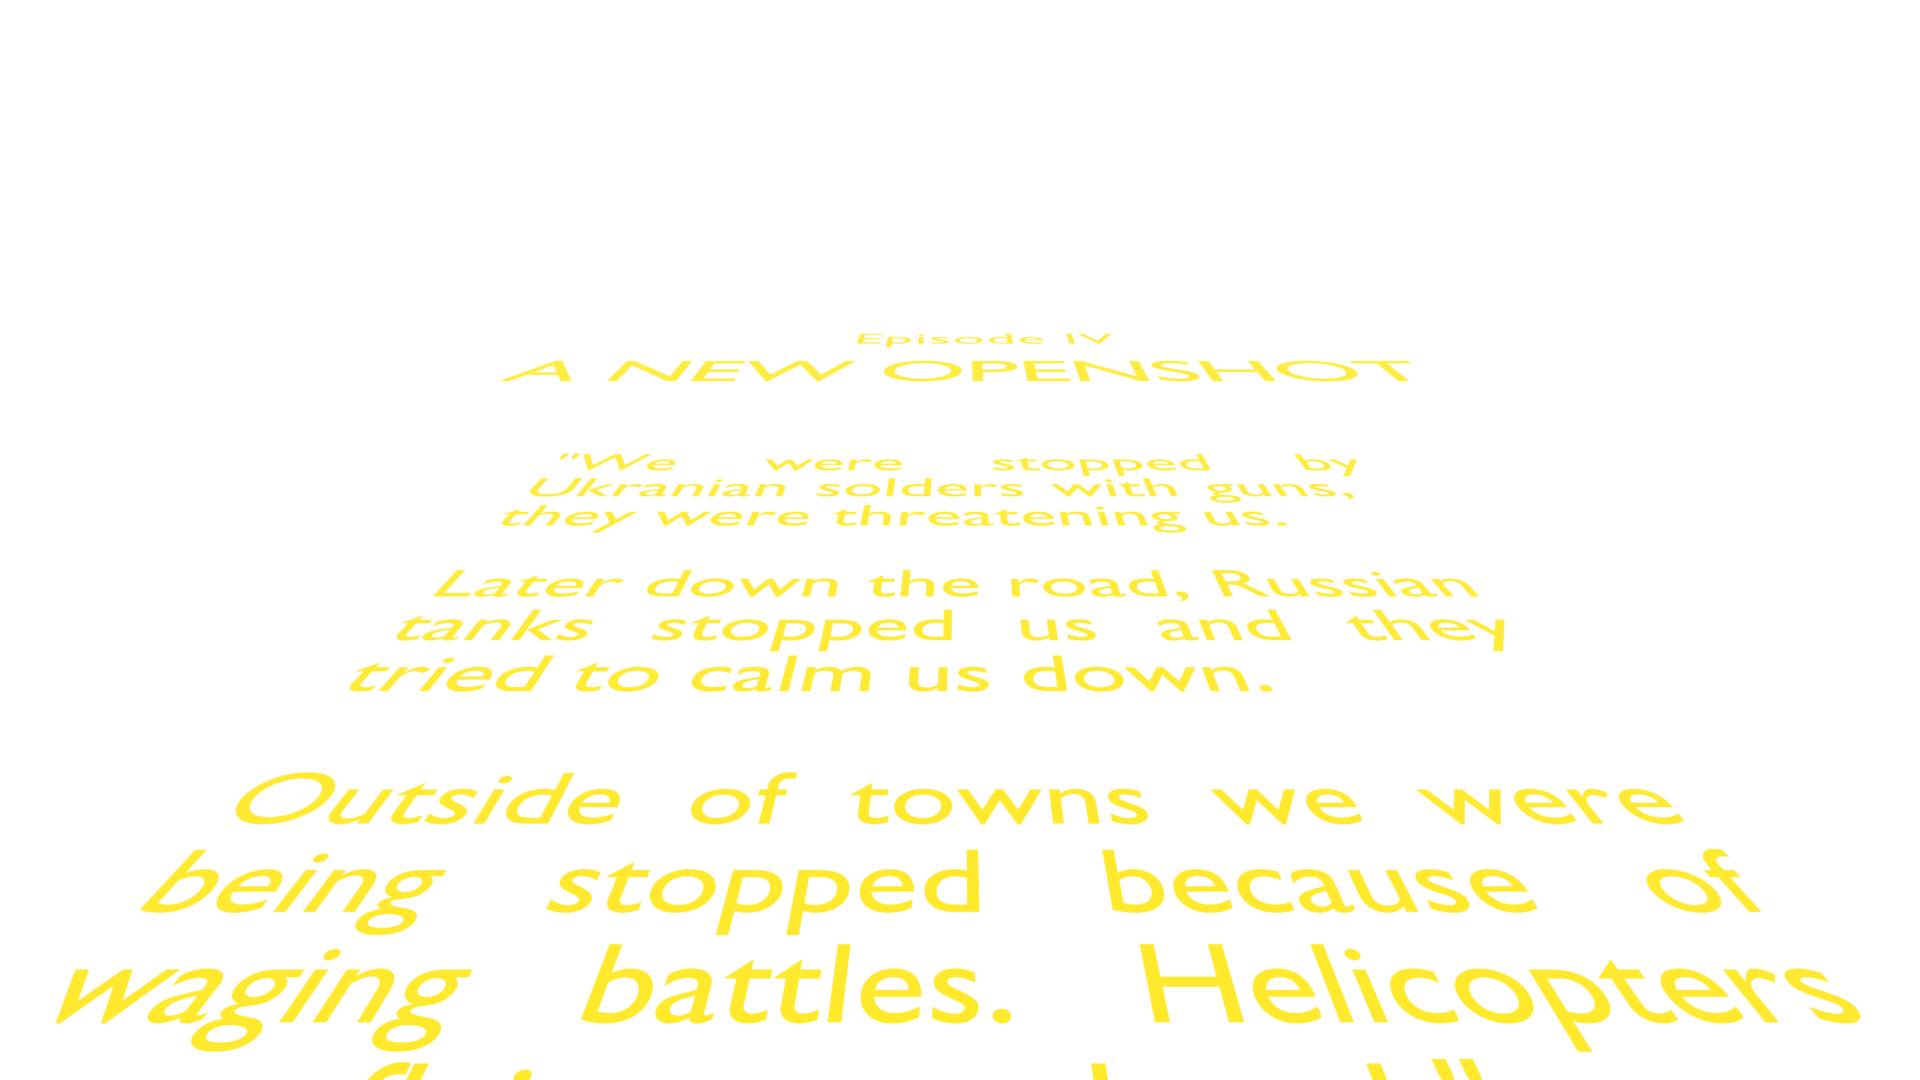 Episode IV
A NEW OPENSHOT
"We were stopped by
Ukranian solders with guns,
they were threatening us.
Later down the road, Russian
tanks stopped us and they
tried to calm us down.
Outside of towns we were
being stopped because of
waging battles. Helicopters